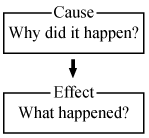 Cause
Why did it happen?
Effect
What happened?